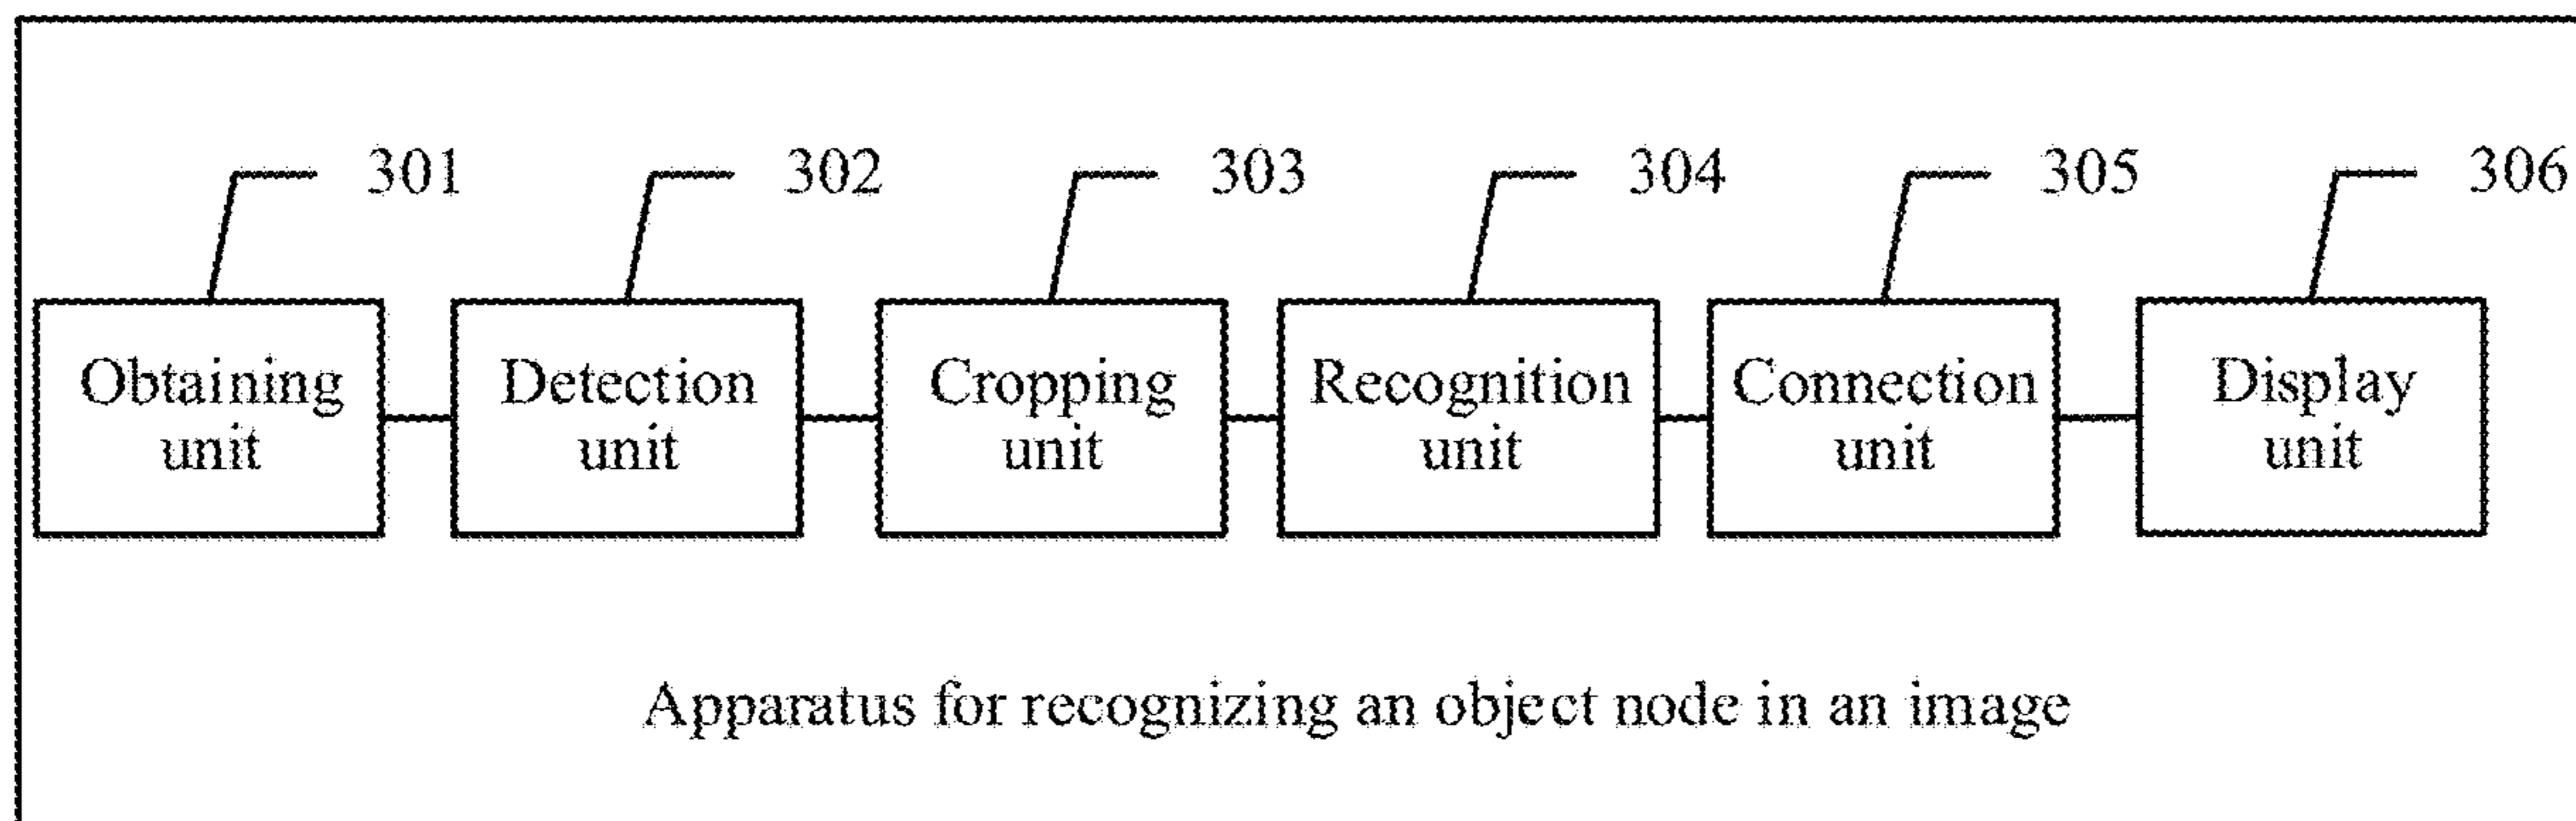 301 302 303 304 305 306
Obtaining Detection Cropping Recognition Connection Display
unit unit unit unit unit unit
Apparatus for recognizing an object node in an image